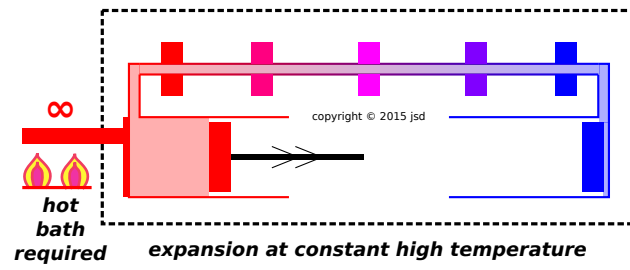 ∞
copyright © 2015 jsd
hot
bath
required
expansion at constant high temperature